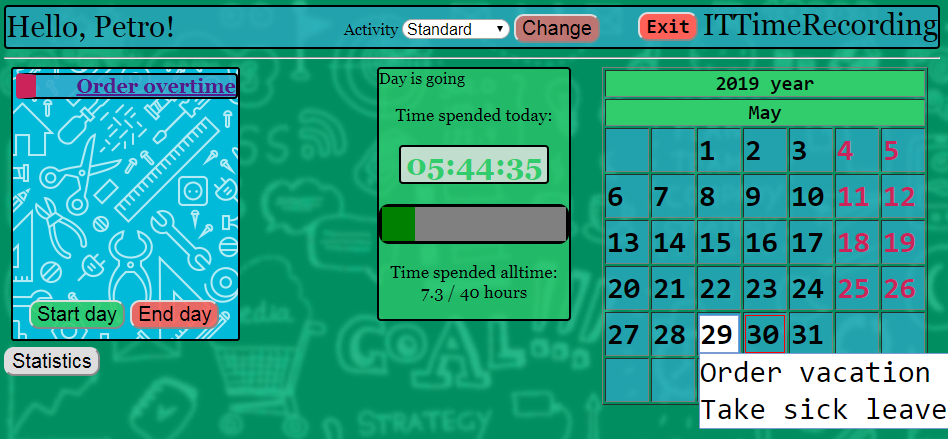 Hello, Petro!
Activity Standard Change
Exit ITTimeRecording
Order overtime
Start day End day
Statistics
Day is going
Time spended today:
05:44:35
Time spended alltime:
7.3 / 40 hours
2019 year
May
1 2 3 4 5
6 7 8 9 10 11 12
13 14 15 16 17 18 19
20 21 22 23 24 25 26
27 28 29 30 31
Order vacation
Take sick leave
GOAL...
STRATEGY